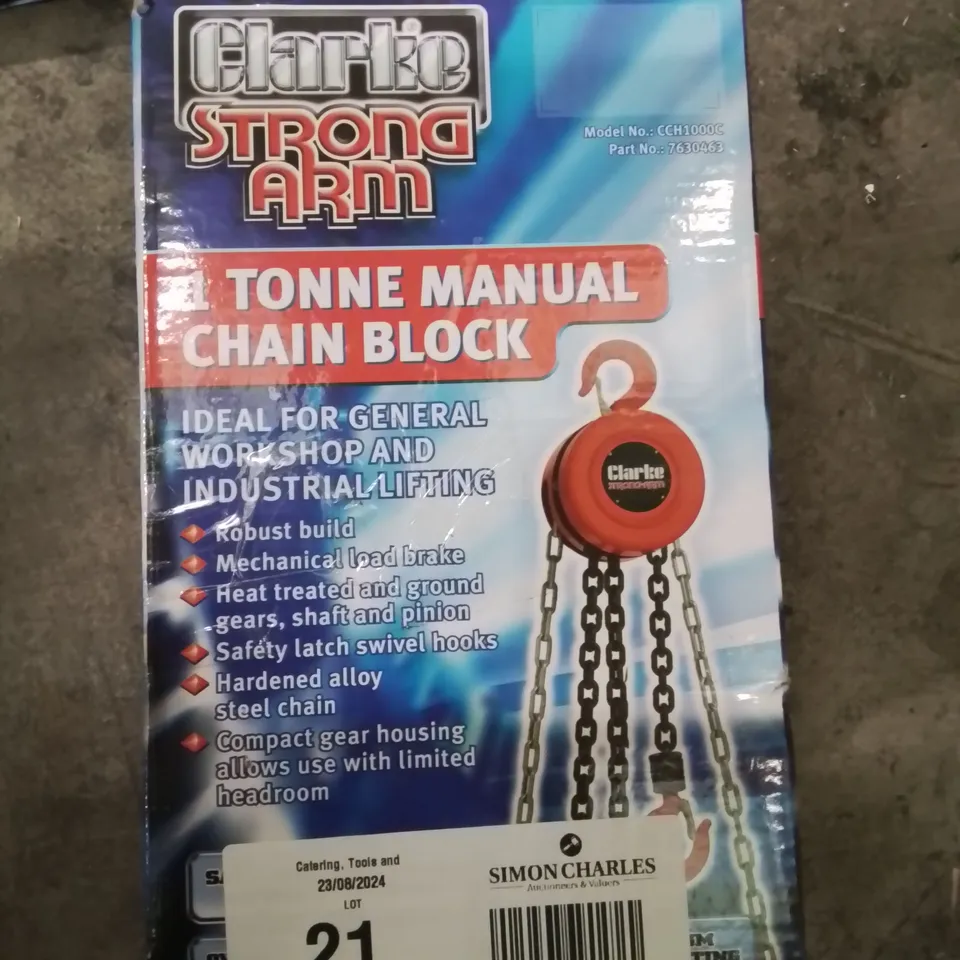 Clarke
STRONG
ARM
Model No.: CCH1000C
Part No.: 7630463
1 TONNE MANUAL
CHAIN BLOCK
IDEAL FOR GENERAL
WORKSHOP AND
INDUSTRIAL LIFTING
Robust build
Mechanical load brake
Heat treated and ground
gears, shaft and pinion
Safety latch swivel hooks
Hardened alloy
steel chain
Compact gear housing
allows use with limited
headroom
Clarke
STRONG ARM
Catering, Tools and
23/08/2024
LOT
21
SIMON CHARLES
Auctioneers & Valuers